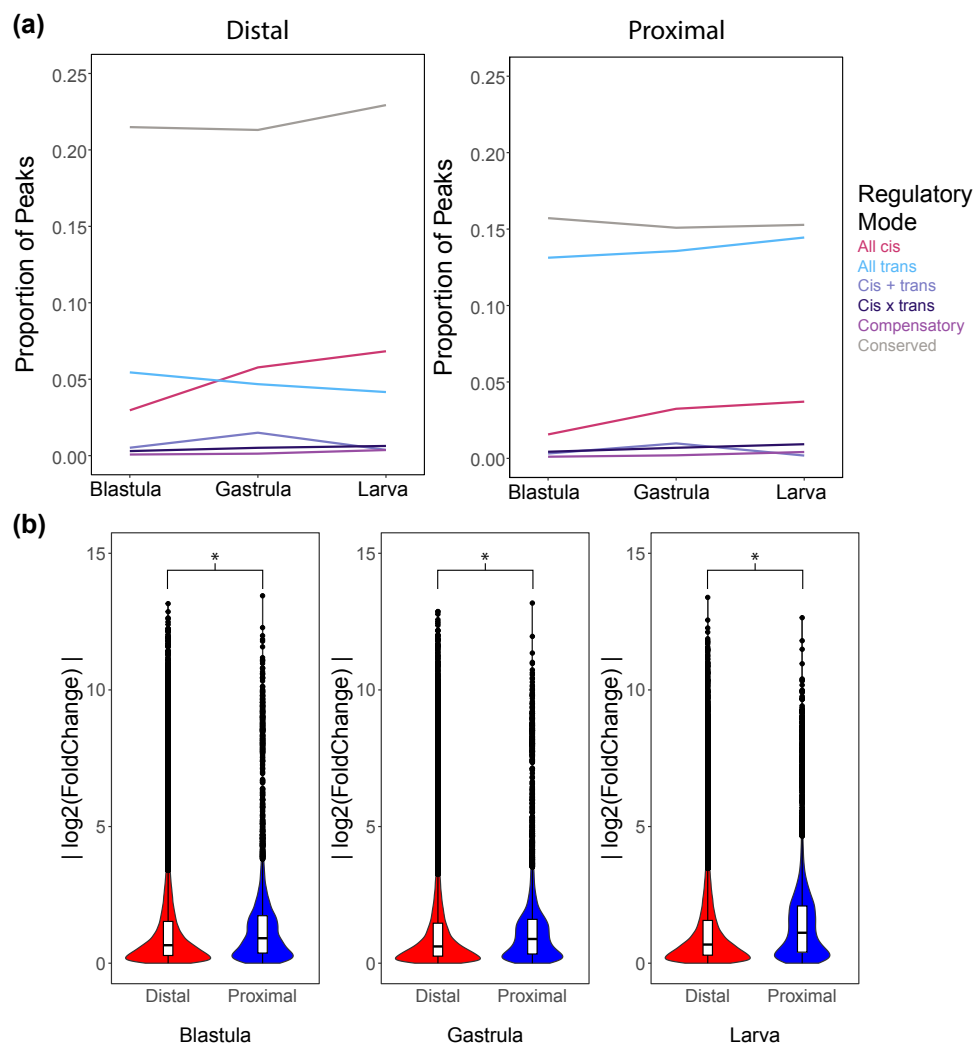 (a)
Distal
Proximal
Proportion of Peaks
0.25
0.20
0.15
0.10
0.05
0.00
Blastula Gastrula Larva
Proportion of Peaks
0.25
0.20
0.15
0.10
0.05
0.00
Blastula Gastrula Larva
Regulatory
Mode
All cis
All trans
Cis + trans
Cis x trans
Compensatory
Conserved
(b)
| log2(FoldChange) |
15
10
5
0
*
Distal Proximal
Blastula
| log2(FoldChange) |
15
10
5
0
*
Distal Proximal
Gastrula
| log2(FoldChange) |
15
10
5
0
*
Distal Proximal
Larva